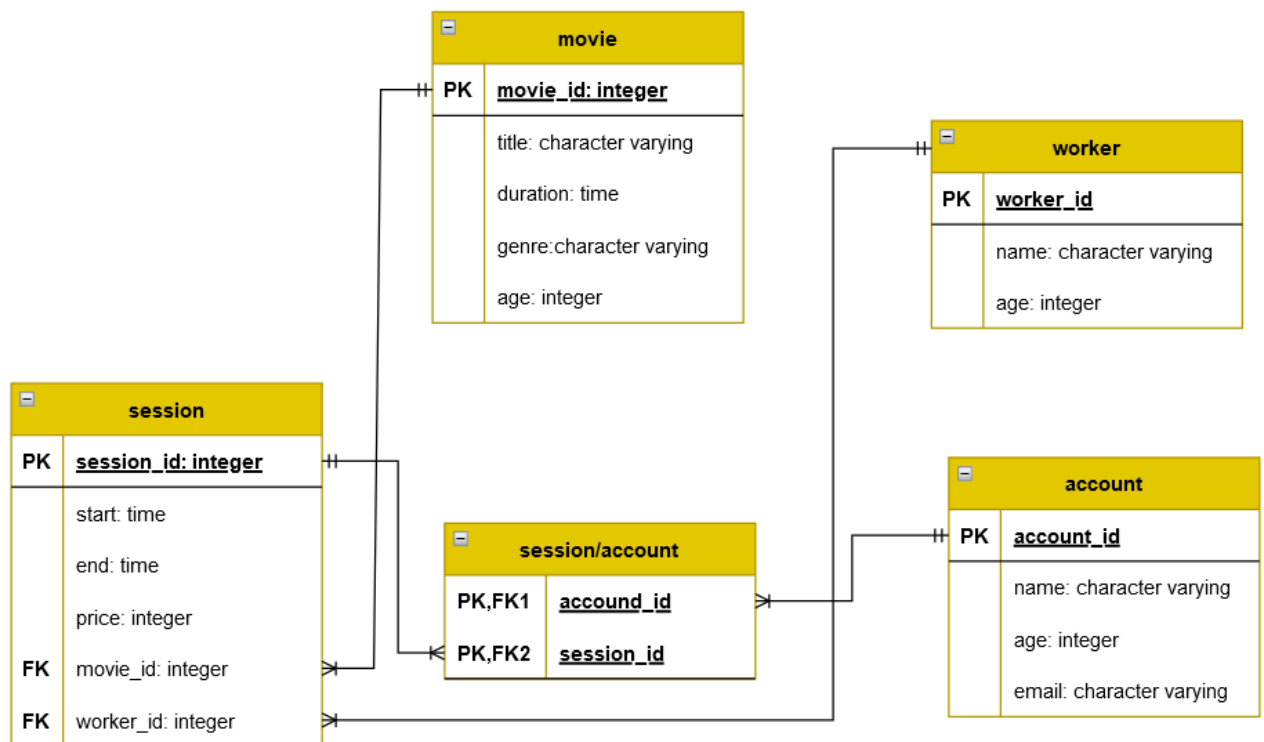 movie
PK movie_id: integer
title: character varying
duration: time
genre:character varying
age: integer
worker
PK worker_id
name: character varying
age: integer
session
PK session_id: integer
start: time
end: time
price: integer
FK movie_id: integer
FK worker_id: integer
session/account
PK,FK1 accound_id
PK,FK2 session_id
account
PK account_id
name: character varying
age: integer
email: character varying